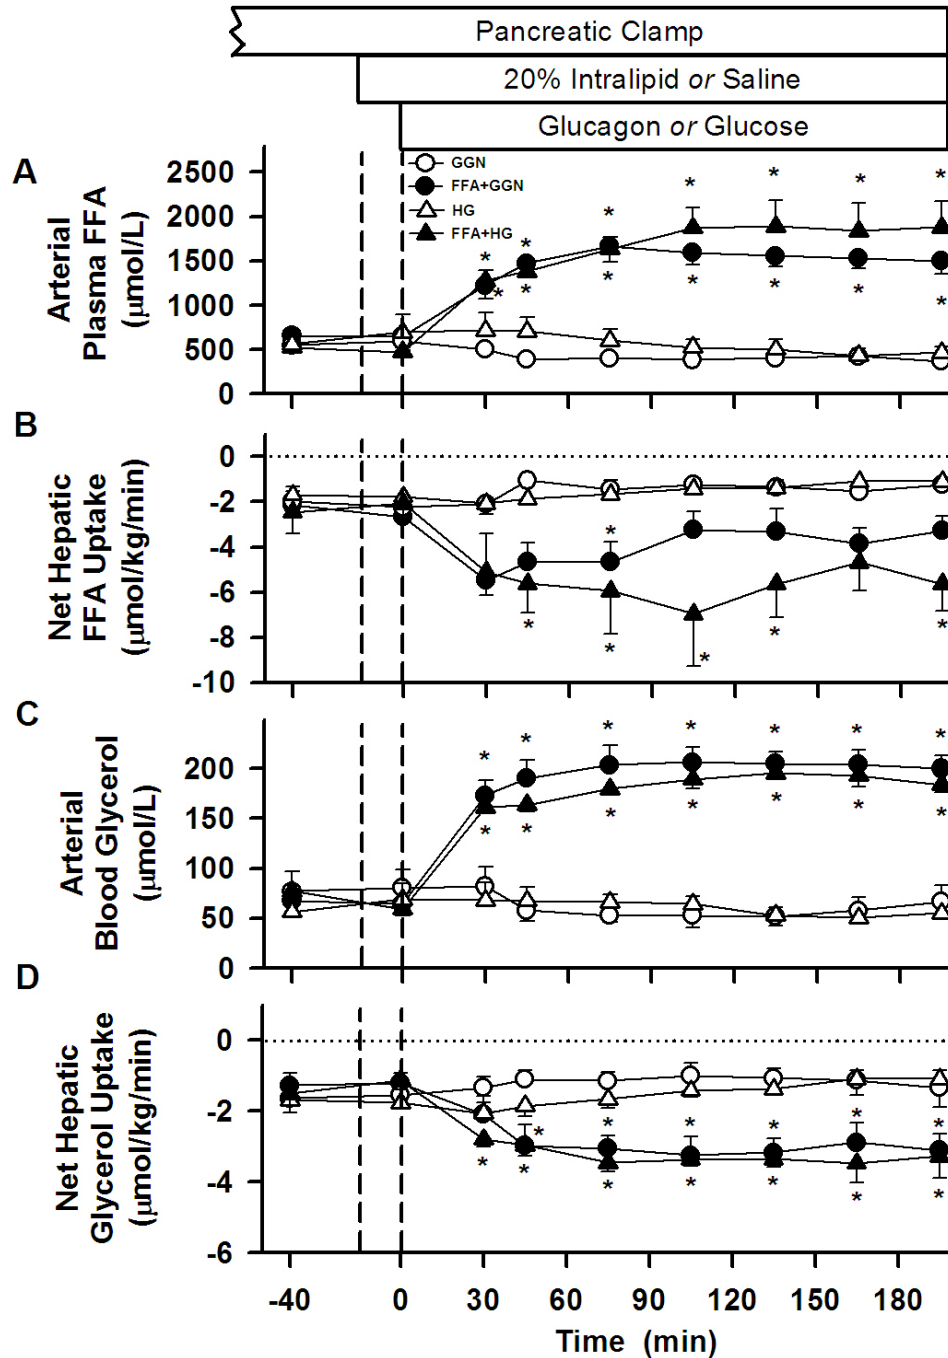 Pancreatic Clamp
20% Intralipid or Saline
Glucagon or Glucose
A
Arterial
Plasma FFA
(μmol/L)
2500
2000
1500
1000
500
0
GGN
FFA+GGN
HG
FFA+HG
* * * * * * *
* * * * * * *
B
Net Hepatic
FFA Uptake
(μmol/kg/min)
0
-2
-4
-6
-8
-10
*
* * * * *
C
Arterial
Blood Glycerol
(μmol/L)
200
150
100
50
0
* * * * * * *
* * * * * * *
D
Net Hepatic
Glycerol Uptake
(μmol/kg/min)
0
-2
-4
-6
* * * * * *
* * * * * * *
-40 0 30 60 90 120 150 180
Time (min)